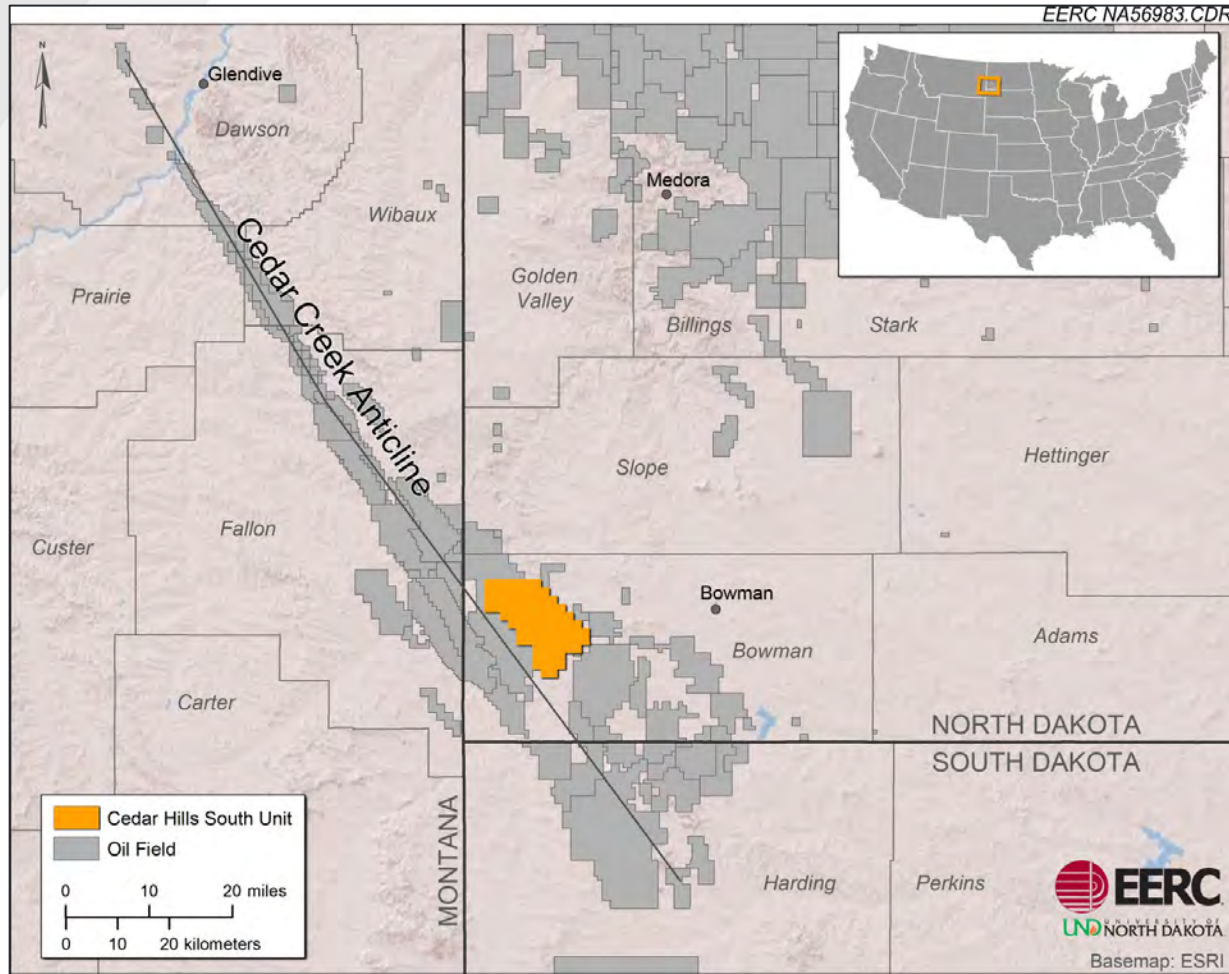 EERC NA56983.CDR
N
Glendive
Dawson
Medora
Wibaux
Cedar Creek Anticline
Prairie
Golden
Valley
Billings
Stark
Slope
Hettinger
Fallon
Custer
Bowman
Bowman
Adams
Carter
NORTH DAKOTA
SOUTH DAKOTA
MONTANA
Cedar Hills South Unit
Oil Field
0 10 20 miles
0 10 20 kilometers
Harding
Perkins
EERC
UND UNIVERSITY OF
NORTH DAKOTA
Basemap: ESRI